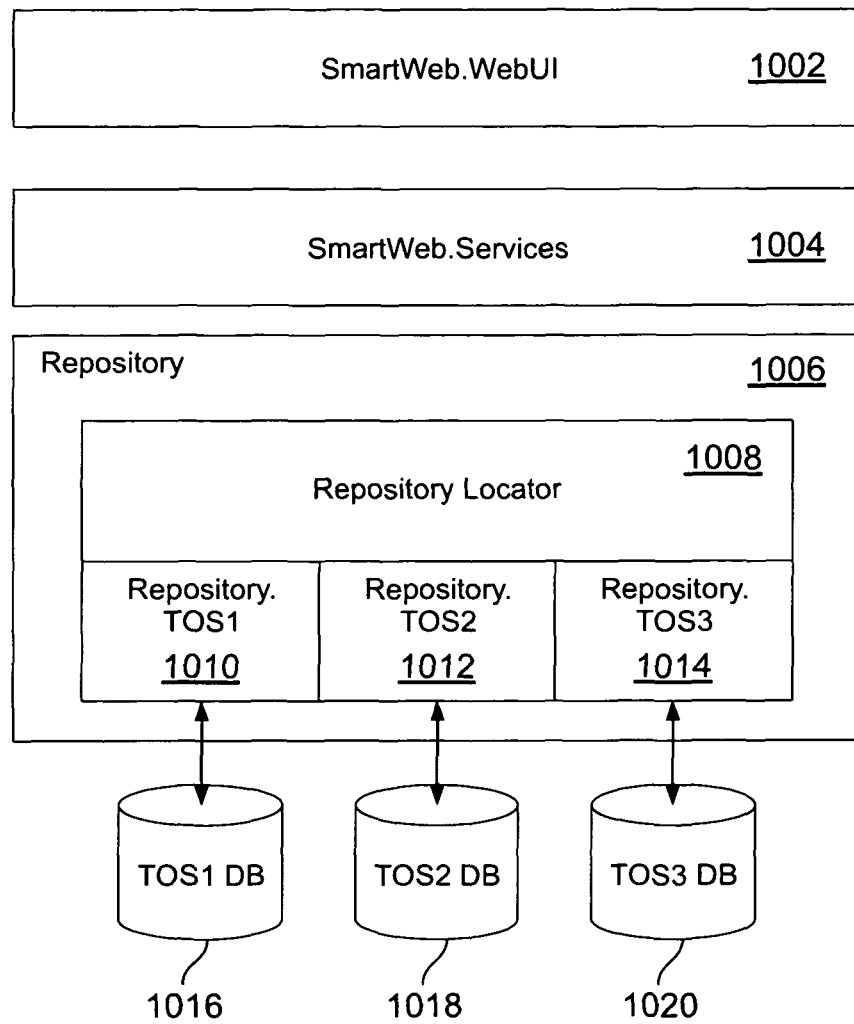 SmartWeb.WebUI 1002
SmartWeb.Services 1004
Repository 1006
1008
Repository Locator
Repository. Repository. Repository.
TOS1 TOS2 TOS3
1010 1012 1014
TOS1 DB TOS2 DB TOS3 DB
1016 1018 1020